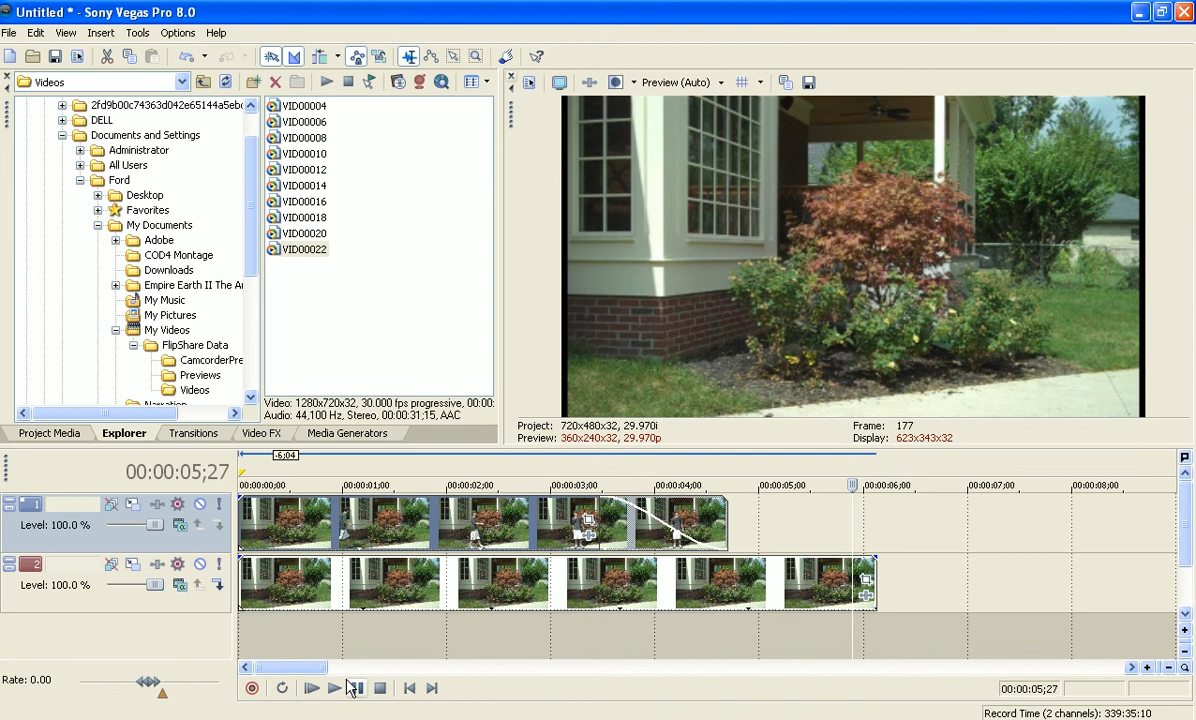 Untitled * - Sony Vegas Pro 8.0
File Edit View Insert Tools Options Help
Videos
Preview (Auto)
2fd9b00c74363d042e65144a5ebc
DELL
Documents and Settings
Administrator
All Users
Ford
Desktop
Favorites
My Documents
Adobe
COD4 Montage
Downloads
Empire Earth II The Ar
My Music
My Pictures
My Videos
FlipShare Data
CamcorderPre
Previews
Videos
Narration
VID00004
VID00006
VID00008
VID00010
VID00012
VID00014
VID00016
VID00018
VID00020
VID00022
Video: 1280x720x32, 30.000 fps progressive, 00:00:
Audio: 44,100 Hz, Stereo, 00:00:31;15, AAC
Project Media Explorer Transitions Video FX Media Generators
Project: 720x480x32, 29.970i Frame: 177
Preview: 360x240x32, 29.970p Display: 623x343x32
-6;04
00:00:05;27
00:00:00;00 00:00:01;00 00:00:02;00 00:00:03;00 00:00:04;00 00:00:05;00 00:00:06;00 00:00:07;00 00:00:08;00
1
Level: 100.0 %
2
Level: 100.0 %
Rate: 0.00
00:00:05;27
Record Time (2 channels): 339:35:10